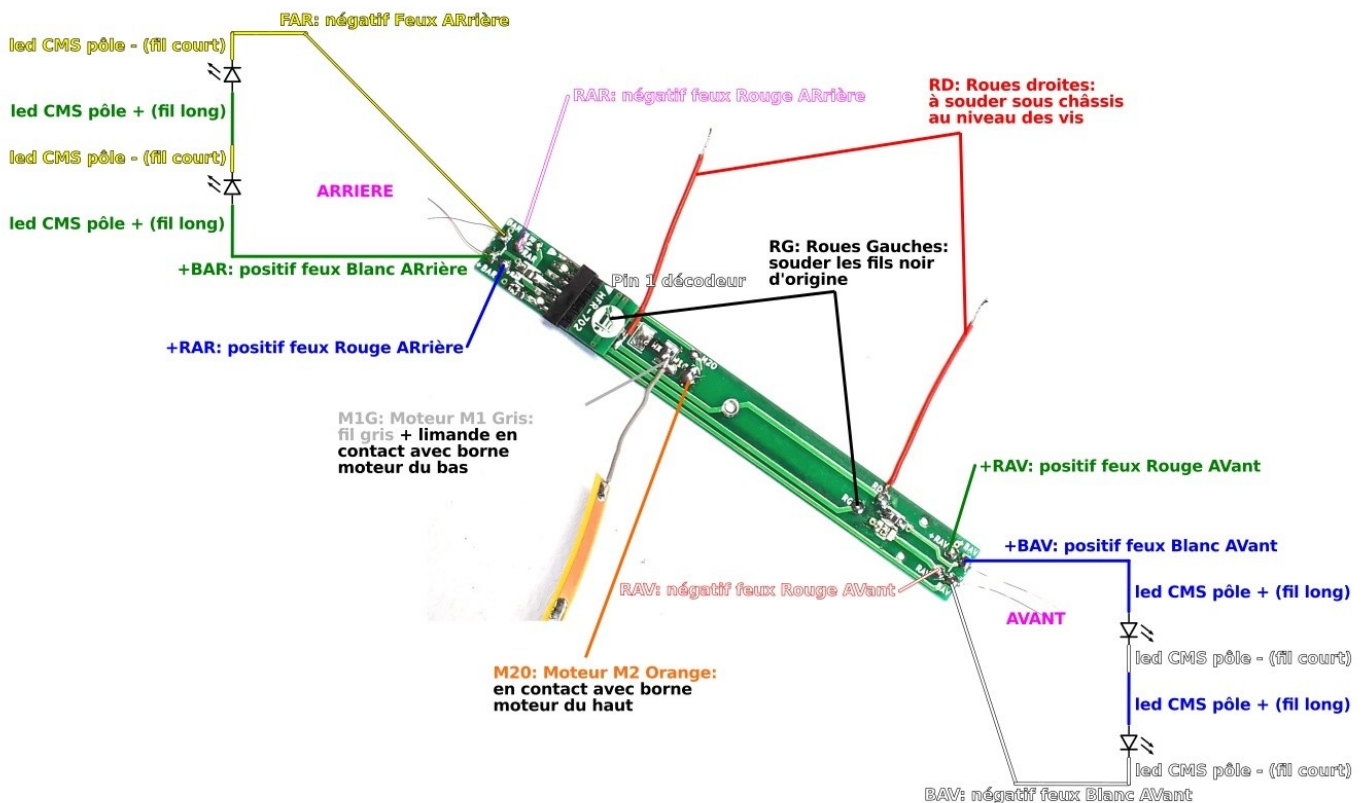 FAR: négatif Feux ARrière
led CMS pôle - (fil court)
led CMS pôle + (fil long)
led CMS pôle - (fil court)
led CMS pôle + (fil long)
RAR: négatif feux Rouge ARrière
RD: Roues droites:
à souder sous châssis
au niveau des vis
ARRIERE
RG: Roues Gauches:
souder les fils noir
d'origine
+BAR: positif feux Blanc ARrière
Pin 1 décodeur
MFR-702
+RAR: positif feux Rouge ARrière
M1G: Moteur M1 Gris:
fil gris + limande en
contact avec borne
moteur du bas
RD
RG
+RAV: positif feux Rouge AVant
+RAV
+BAV: positif feux Blanc AVant
RAV
RAV: négatif feux Rouge AVant
AVANT
led CMS pôle + (fil long)
led CMS pôle - (fil court)
led CMS pôle + (fil long)
led CMS pôle - (fil court)
M20: Moteur M2 Orange:
en contact avec borne
moteur du haut
BAV: négatif feux Blanc AVant